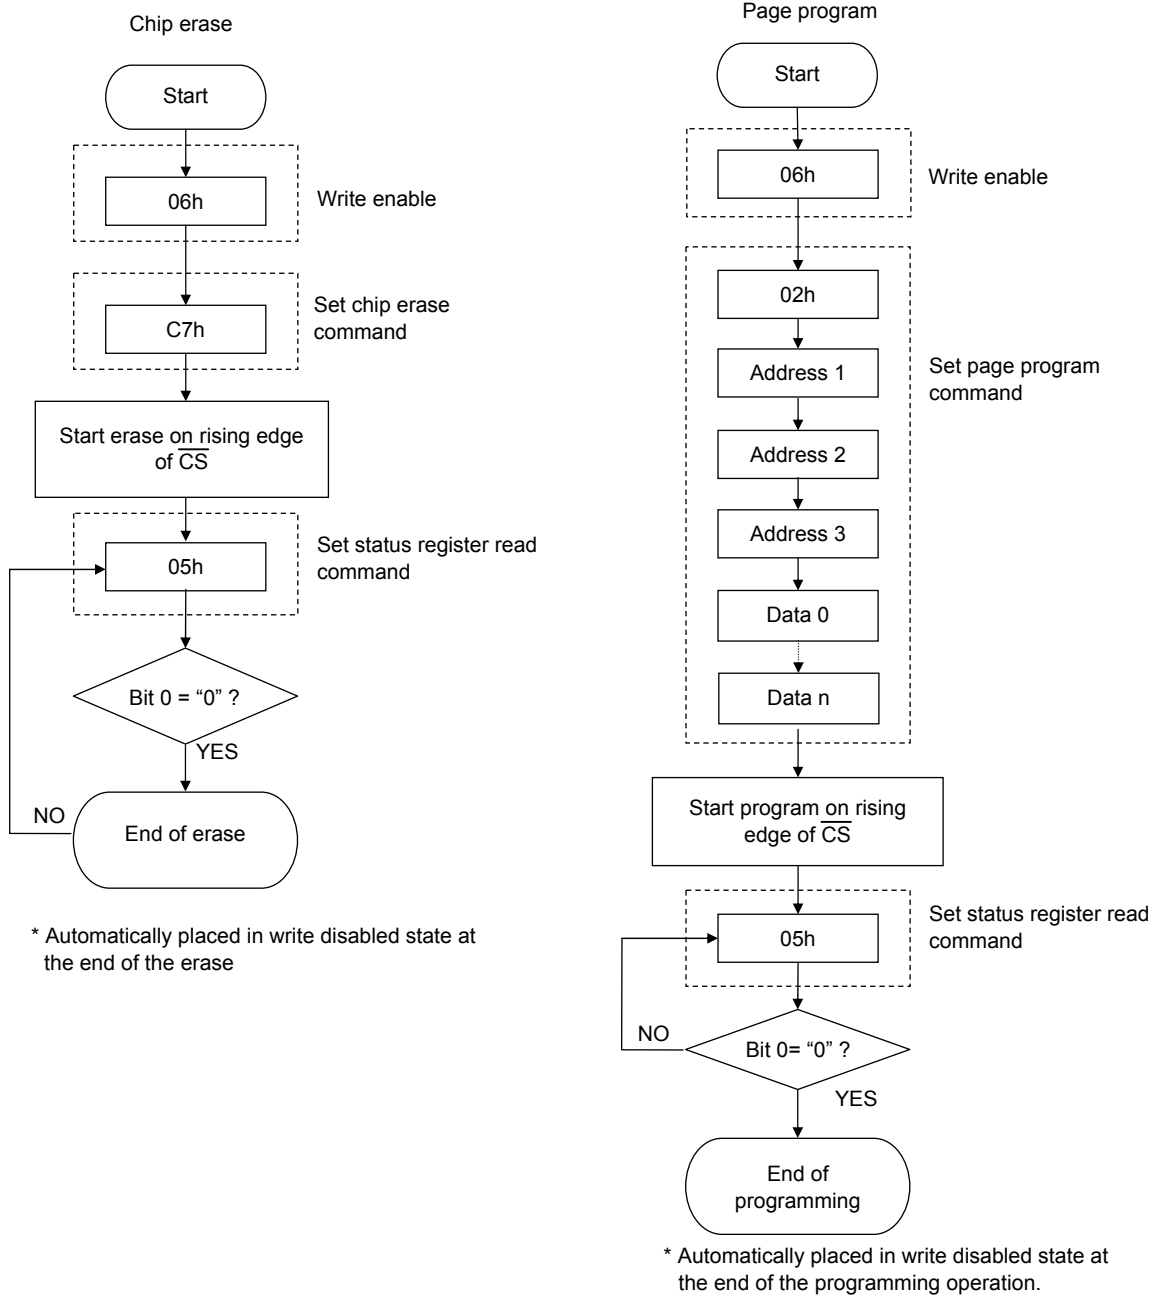 Chip erase
Start
06h
Write enable
C7h
Set chip erase
command
Start erase on rising edge
of C̅S̅
05h
Set status register read
command
Bit 0 = “0” ?
YES
NO
End of erase
* Automatically placed in write disabled state at
the end of the erase
Page program
Start
06h
Write enable
02h
Address 1
Set page program
command
Address 2
Address 3
Data 0
Data n
Start program on rising
edge of C̅S̅
05h
Set status register read
command
NO
Bit 0= “0” ?
YES
End of
programming
* Automatically placed in write disabled state at
the end of the programming operation.